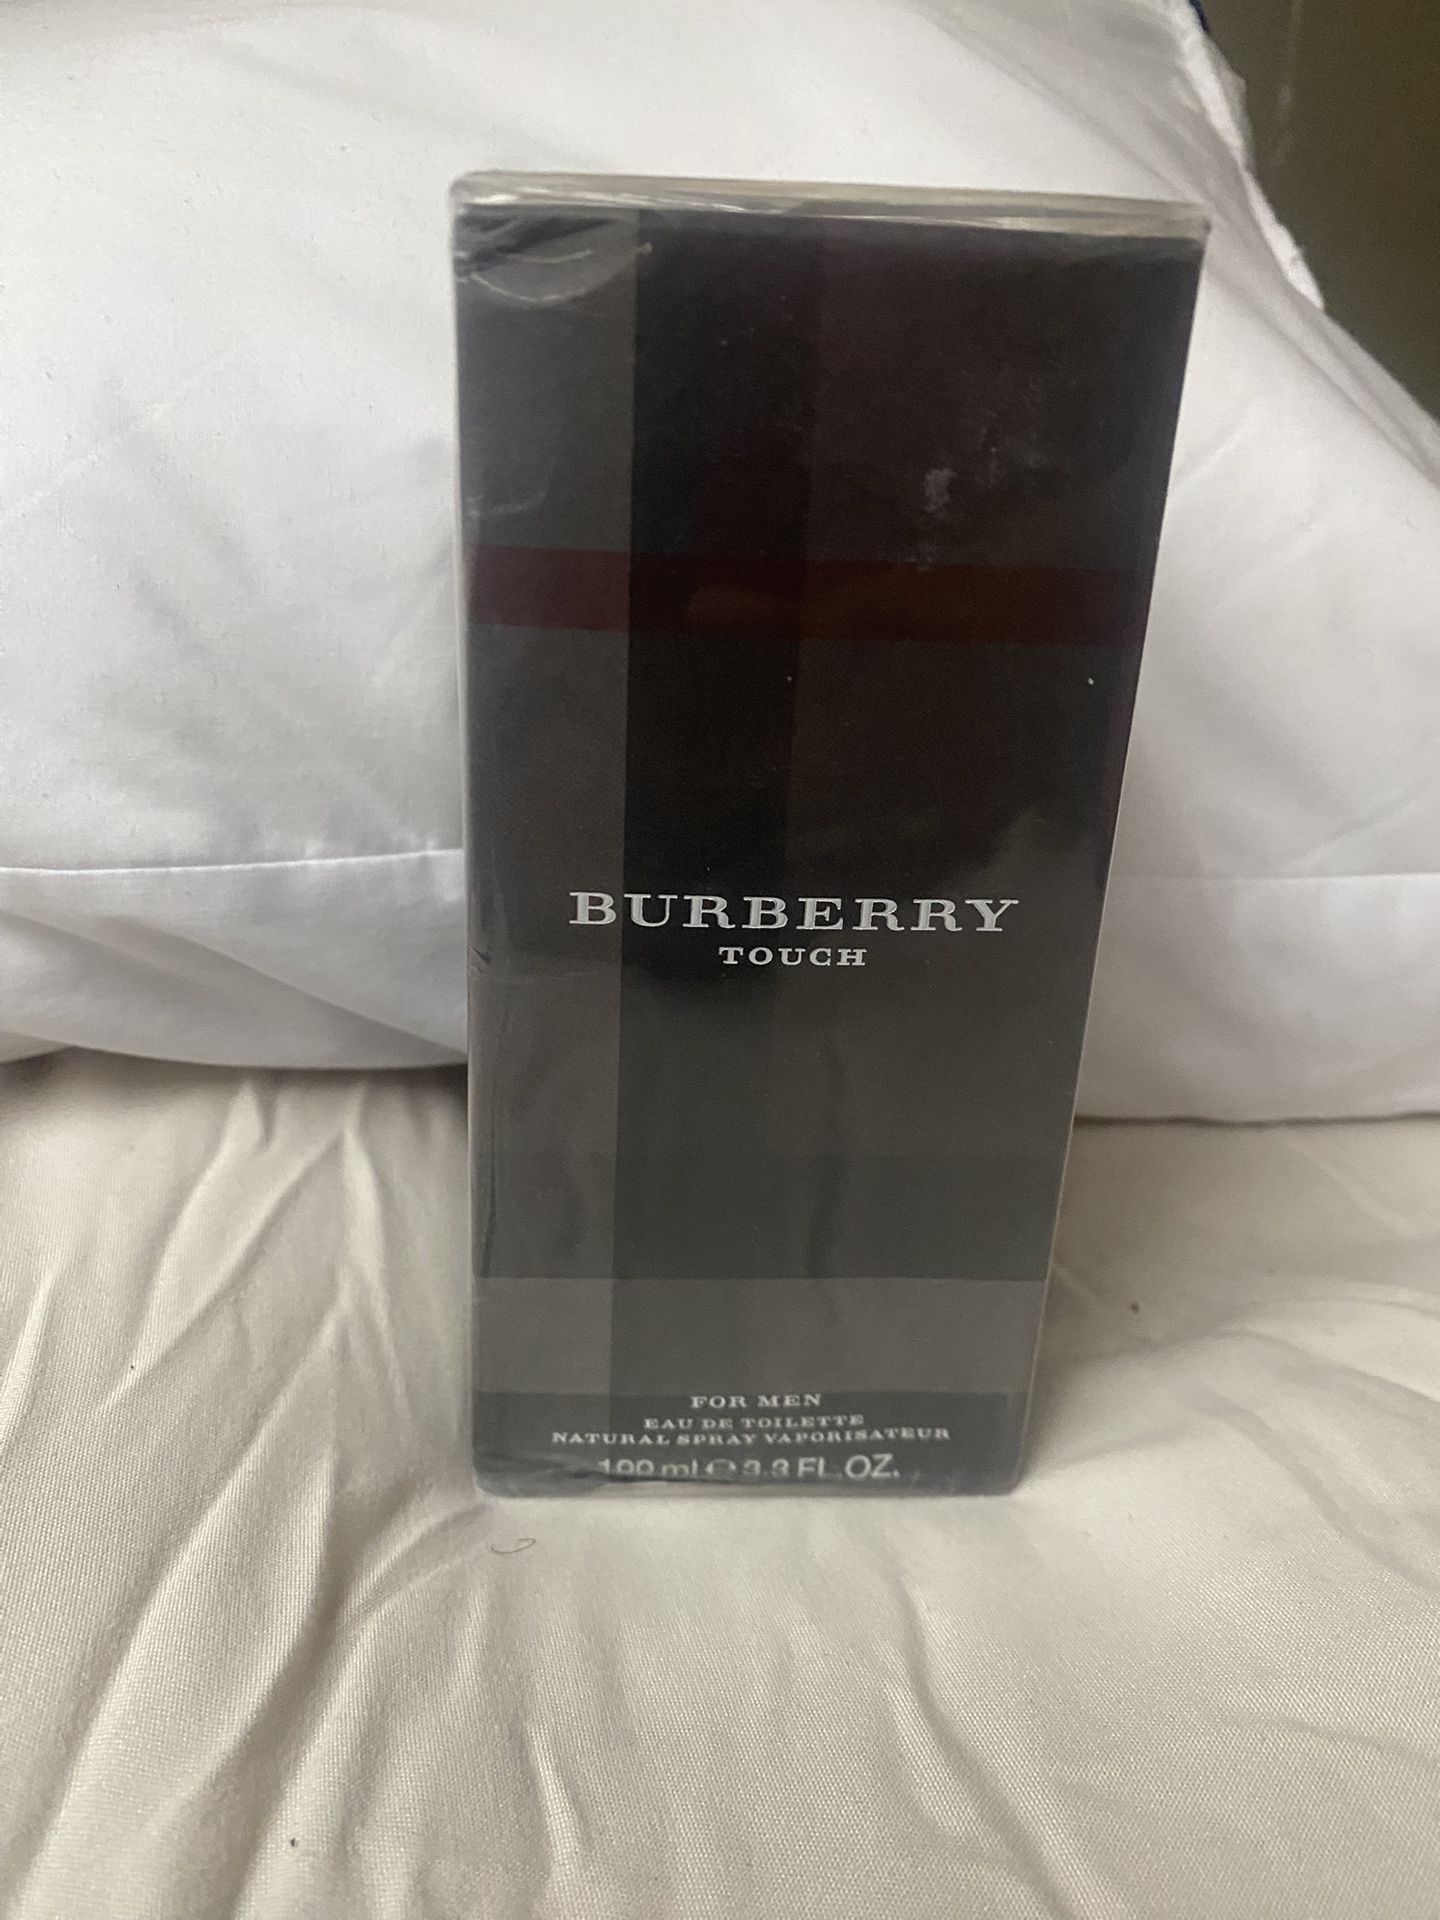 BURBERRY
TOUCH
FOR MEN
EAU DE TOILETTE
NATURAL SPRAY VAPORISATEUR
100 ml ℮ 3.3 FL.OZ.